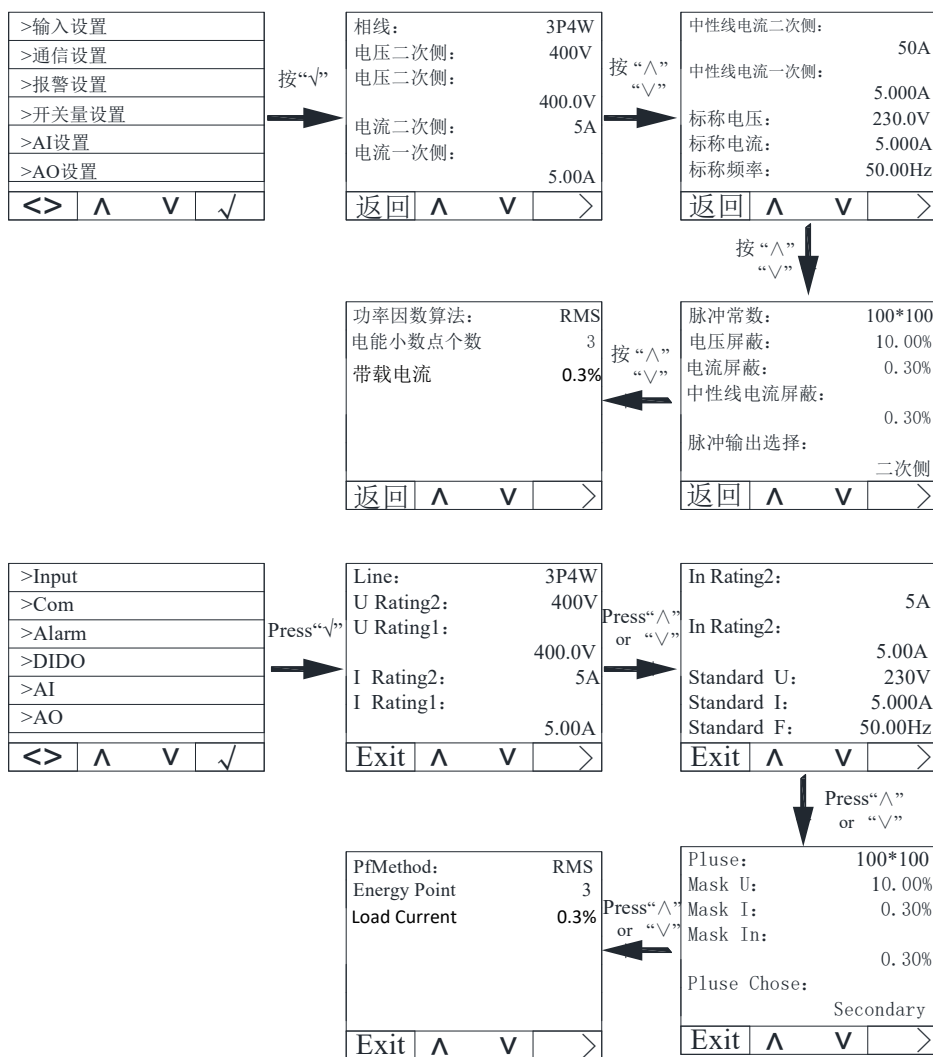 >输入设置
>通信设置
>报警设置
>开关量设置
>AI设置
>AO设置
<> ∧ ∨ √
按“√”
相线： 3P4W
电压二次侧： 400V
电压二次侧：
400.0V
电流二次侧： 5A
电流一次侧：
5.00A
返回 ∧ ∨ >
按“∧”
“∨”
中性线电流二次侧：
50A
中性线电流一次侧：
5.000A
标称电压： 230.0V
标称电流： 5.000A
标称频率： 50.00Hz
返回 ∧ ∨ >
按“∧”
“∨”
脉冲常数： 100*100
电压屏蔽： 10.00%
电流屏蔽： 0.30%
中性线电流屏蔽：
0.30%
脉冲输出选择：
二次侧
返回 ∧ ∨ >
按“∧”
“∨”
功率因数算法： RMS
电能小数点个数 3
带载电流 0.3%
返回 ∧ ∨ >
>Input
>Com
>Alarm
>DIDO
>AI
>AO
<> ∧ ∨ √
Press“√”
Line： 3P4W
U Rating2： 400V
U Rating1：
400.0V
I Rating2： 5A
I Rating1：
5.00A
Exit ∧ ∨ >
Press“∧”
or “∨”
In Rating2：
5A
In Rating2：
5.00A
Standard U： 230V
Standard I： 5.000A
Standard F： 50.00Hz
Exit ∧ ∨ >
Press“∧”
or “∨”
Pluse： 100*100
Mask U： 10.00%
Mask I： 0.30%
Mask In：
0.30%
Pluse Chose：
Secondary
Exit ∧ ∨ >
Press“∧”
or “∨”
PfMethod： RMS
Energy Point 3
Load Current 0.3%
Exit ∧ ∨ >